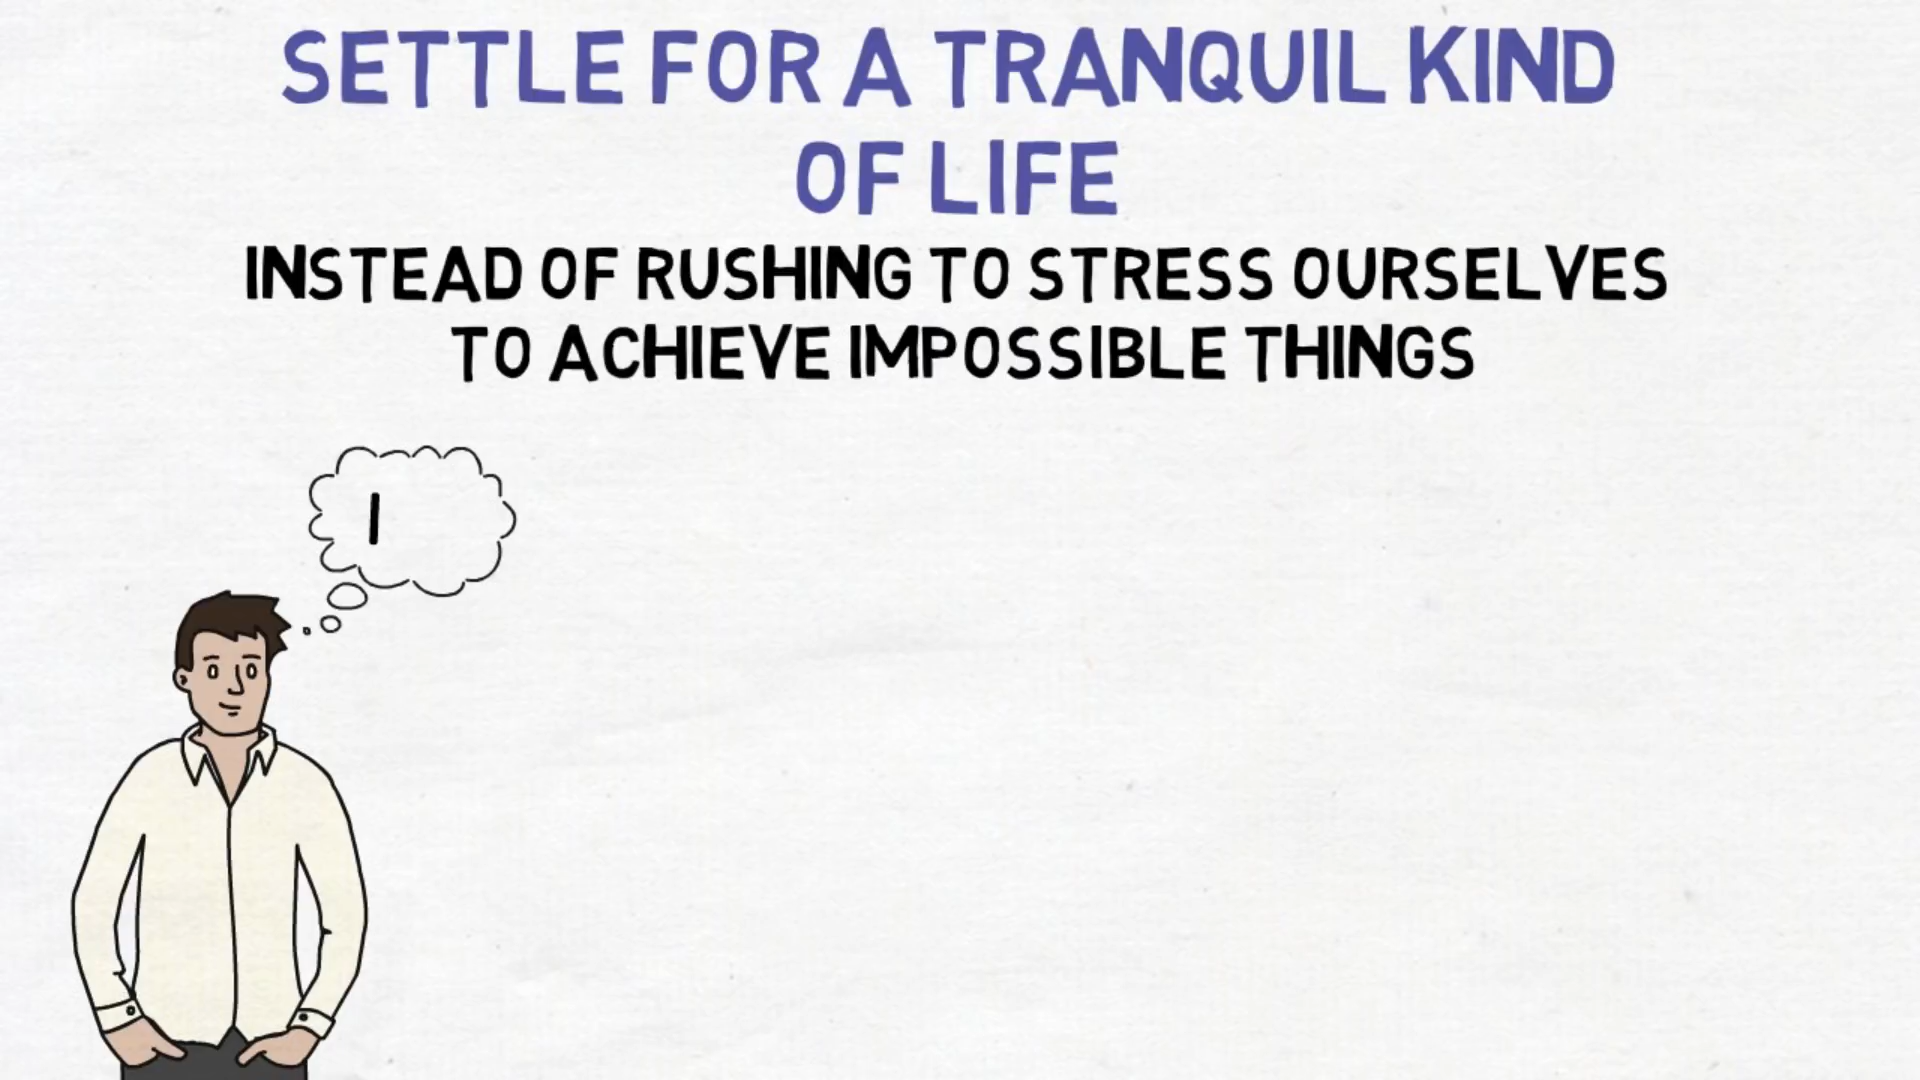 SETTLE FOR A TRANQUIL KIND
OF LIFE
INSTEAD OF RUSHING TO STRESS OURSELVES
TO ACHIEVE IMPOSSIBLE THINGS
I